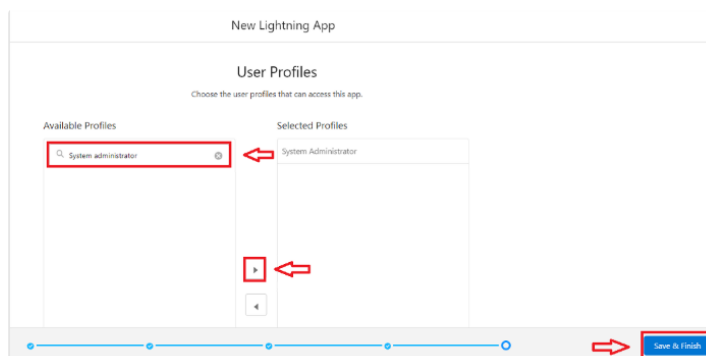 New Lightning App
User Profiles
Choose the user profiles that can access this app.
Available Profiles
Selected Profiles
System administrator
System Administrator
Save & Finish